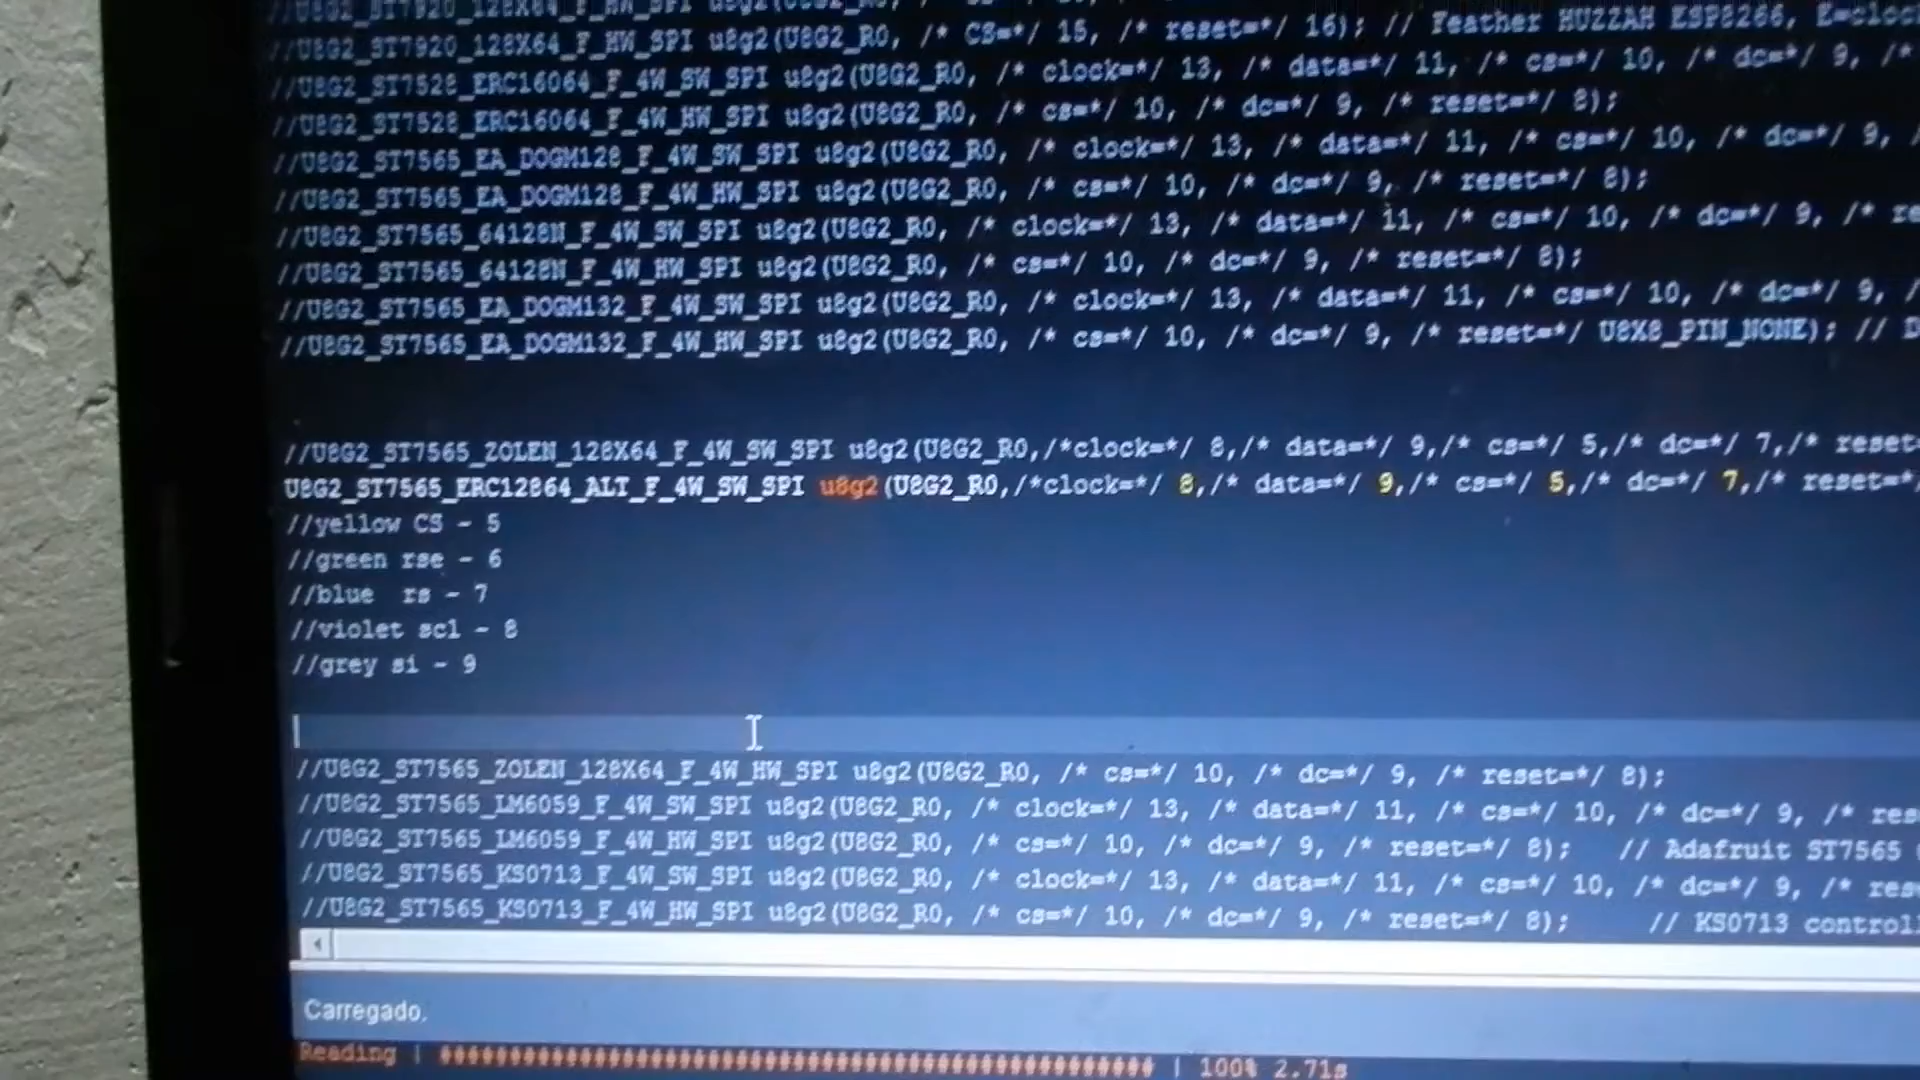 //U8G2_ST7920_128X64_F_HW_SPI u8g2(U8G2_R0, /*
//U8G2_ST7920_128X64_F_HW_SPI u8g2(U8G2_R0, /* CS=*/ 15, /* reset=*/ 16); // Feather HUZZAH ESP8266, E=clock
//U8G2_ST7528_ERC16064_F_4W_SW_SPI u8g2(U8G2_R0, /* clock=*/ 13, /* data=*/ 11, /* cs=*/ 10, /* dc=*/ 9, /*
//U8G2_ST7528_ERC16064_F_4W_HW_SPI u8g2(U8G2_R0, /* cs=*/ 10, /* dc=*/ 9, /* reset=*/ 8);
//U8G2_ST7565_EA_DOGM128_F_4W_SW_SPI u8g2(U8G2_R0, /* clock=*/ 13, /* data=*/ 11, /* cs=*/ 10, /* dc=*/ 9, /
//U8G2_ST7565_EA_DOGM128_F_4W_HW_SPI u8g2(U8G2_R0, /* cs=*/ 10, /* dc=*/ 9, /* reset=*/ 8);
//U8G2_ST7565_64128N_F_4W_SW_SPI u8g2(U8G2_R0, /* clock=*/ 13, /* data=*/ 11, /* cs=*/ 10, /* dc=*/ 9, /* re
//U8G2_ST7565_64128N_F_4W_HW_SPI u8g2(U8G2_R0, /* cs=*/ 10, /* dc=*/ 9, /* reset=*/ 8);
//U8G2_ST7565_EA_DOGM132_F_4W_SW_SPI u8g2(U8G2_R0, /* clock=*/ 13, /* data=*/ 11, /* cs=*/ 10, /* dc=*/ 9, /
//U8G2_ST7565_EA_DOGM132_F_4W_HW_SPI u8g2(U8G2_R0, /* cs=*/ 10, /* dc=*/ 9, /* reset=*/ U8X8_PIN_NONE); // D
//U8G2_ST7565_ZOLEN_128X64_F_4W_SW_SPI u8g2(U8G2_R0,/*clock=*/ 8,/* data=*/ 9,/* cs=*/ 5,/* dc=*/ 7,/* reset
U8G2_ST7565_ERC12864_ALT_F_4W_SW_SPI u8g2(U8G2_R0,/*clock=*/ 8,/* data=*/ 9,/* cs=*/ 5,/* dc=*/ 7,/* reset=*
//yellow CS - 5
//green rse - 6
//blue  rs - 7
//violet scl - 8
//grey si - 9
//U8G2_ST7565_ZOLEN_128X64_F_4W_HW_SPI u8g2(U8G2_R0, /* cs=*/ 10, /* dc=*/ 9, /* reset=*/ 8);
//U8G2_ST7565_LM6059_F_4W_SW_SPI u8g2(U8G2_R0, /* clock=*/ 13, /* data=*/ 11, /* cs=*/ 10, /* dc=*/ 9, /* res
//U8G2_ST7565_LM6059_F_4W_HW_SPI u8g2(U8G2_R0, /* cs=*/ 10, /* dc=*/ 9, /* reset=*/ 8);   // Adafruit ST7565
//U8G2_ST7565_KS0713_F_4W_SW_SPI u8g2(U8G2_R0, /* clock=*/ 13, /* data=*/ 11, /* cs=*/ 10, /* dc=*/ 9, /* res
//U8G2_ST7565_KS0713_F_4W_HW_SPI u8g2(U8G2_R0, /* cs=*/ 10, /* dc=*/ 9, /* reset=*/ 8);     // KS0713 controll
Carregado.
Reading | ################################################## | 100% 2.71s